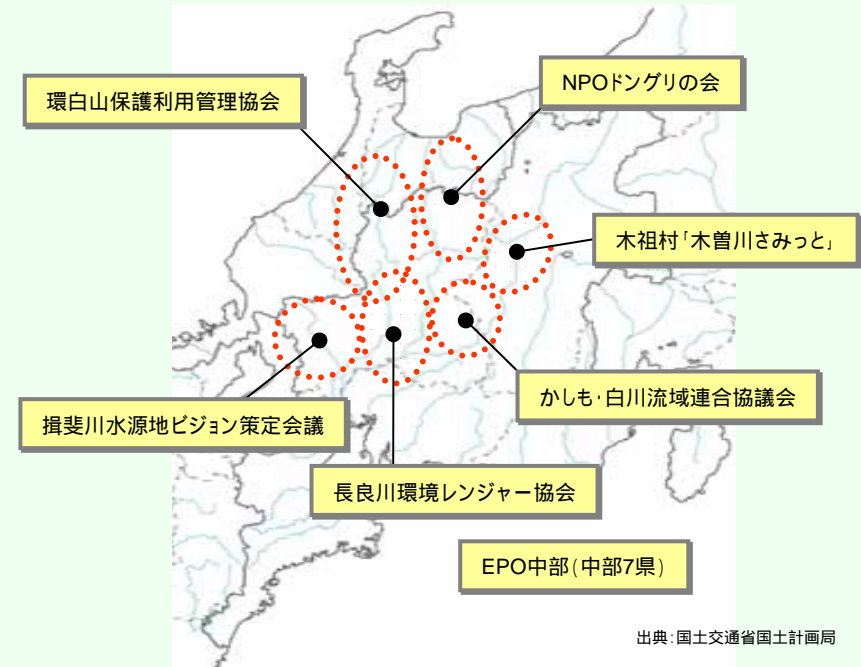 NPOドングリの会
環白山保護利用管理協会
木祖村「木曽川さみっと」
かしも・白川流域連合協議会
揖斐川水源地ビジョン策定会議
長良川環境レンジャー協会
EPO中部(中部7県)
出典:国土交通省国土計画局